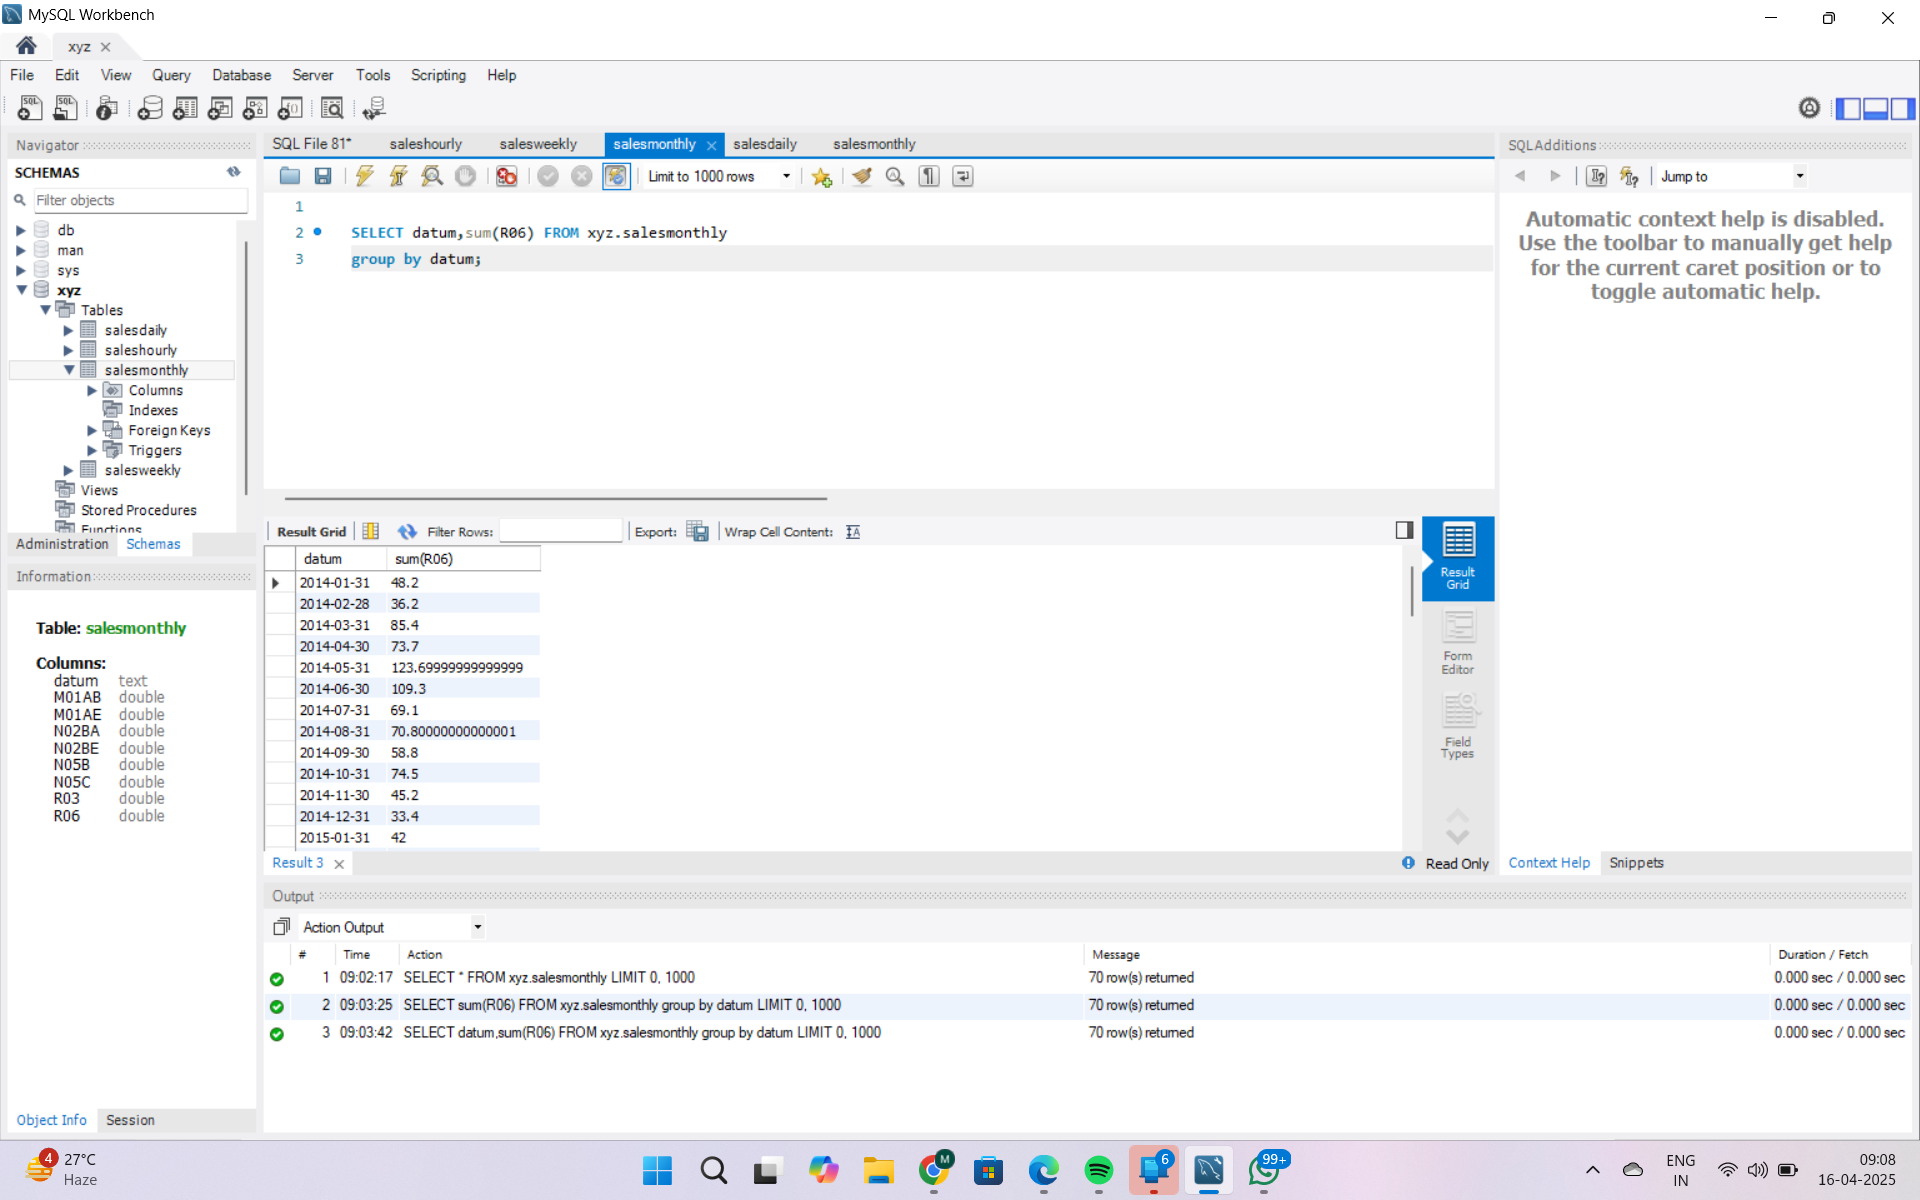 MySQL Workbench
xyz
File Edit View Query Database Server Tools Scripting Help
Navigator
SCHEMAS
Filter objects
db
man
sys
xyz
Tables
salesdaily
saleshourly
salesmonthly
Columns
Indexes
Foreign Keys
Triggers
salesweekly
Views
Stored Procedures
Functions
Administration Schemas
Information
Table: salesmonthly
Columns:
datum text
M01AB double
M01AE double
N02BA double
N02BE double
N05B double
N05C double
R03 double
R06 double
Object Info Session
SQL File 81* saleshourly salesweekly salesmonthly salesdaily salesmonthly
Limit to 1000 rows
1
2 SELECT datum,sum(R06) FROM xyz.salesmonthly
3 group by datum;
Result Grid Filter Rows: Export: Wrap Cell Content:
datum sum(R06)
2014-01-31 48.2
2014-02-28 36.2
2014-03-31 85.4
2014-04-30 73.7
2014-05-31 123.69999999999999
2014-06-30 109.3
2014-07-31 69.1
2014-08-31 70.80000000000001
2014-09-30 58.8
2014-10-31 74.5
2014-11-30 45.2
2014-12-31 33.4
2015-01-31 42
Result
Grid
Form
Editor
Field
Types
Result 3
Read Only
SQLAdditions
Jump to
Automatic context help is disabled.
Use the toolbar to manually get help
for the current caret position or to
toggle automatic help.
Context Help Snippets
Output
Action Output
# Time Action Message Duration / Fetch
1 09:02:17 SELECT * FROM xyz.salesmonthly LIMIT 0, 1000 70 row(s) returned 0.000 sec / 0.000 sec
2 09:03:25 SELECT sum(R06) FROM xyz.salesmonthly group by datum LIMIT 0, 1000 70 row(s) returned 0.000 sec / 0.000 sec
3 09:03:42 SELECT datum,sum(R06) FROM xyz.salesmonthly group by datum LIMIT 0, 1000 70 row(s) returned 0.000 sec / 0.000 sec
4
27°C
Haze
M
6
99+
ENG
IN
09:08
16-04-2025